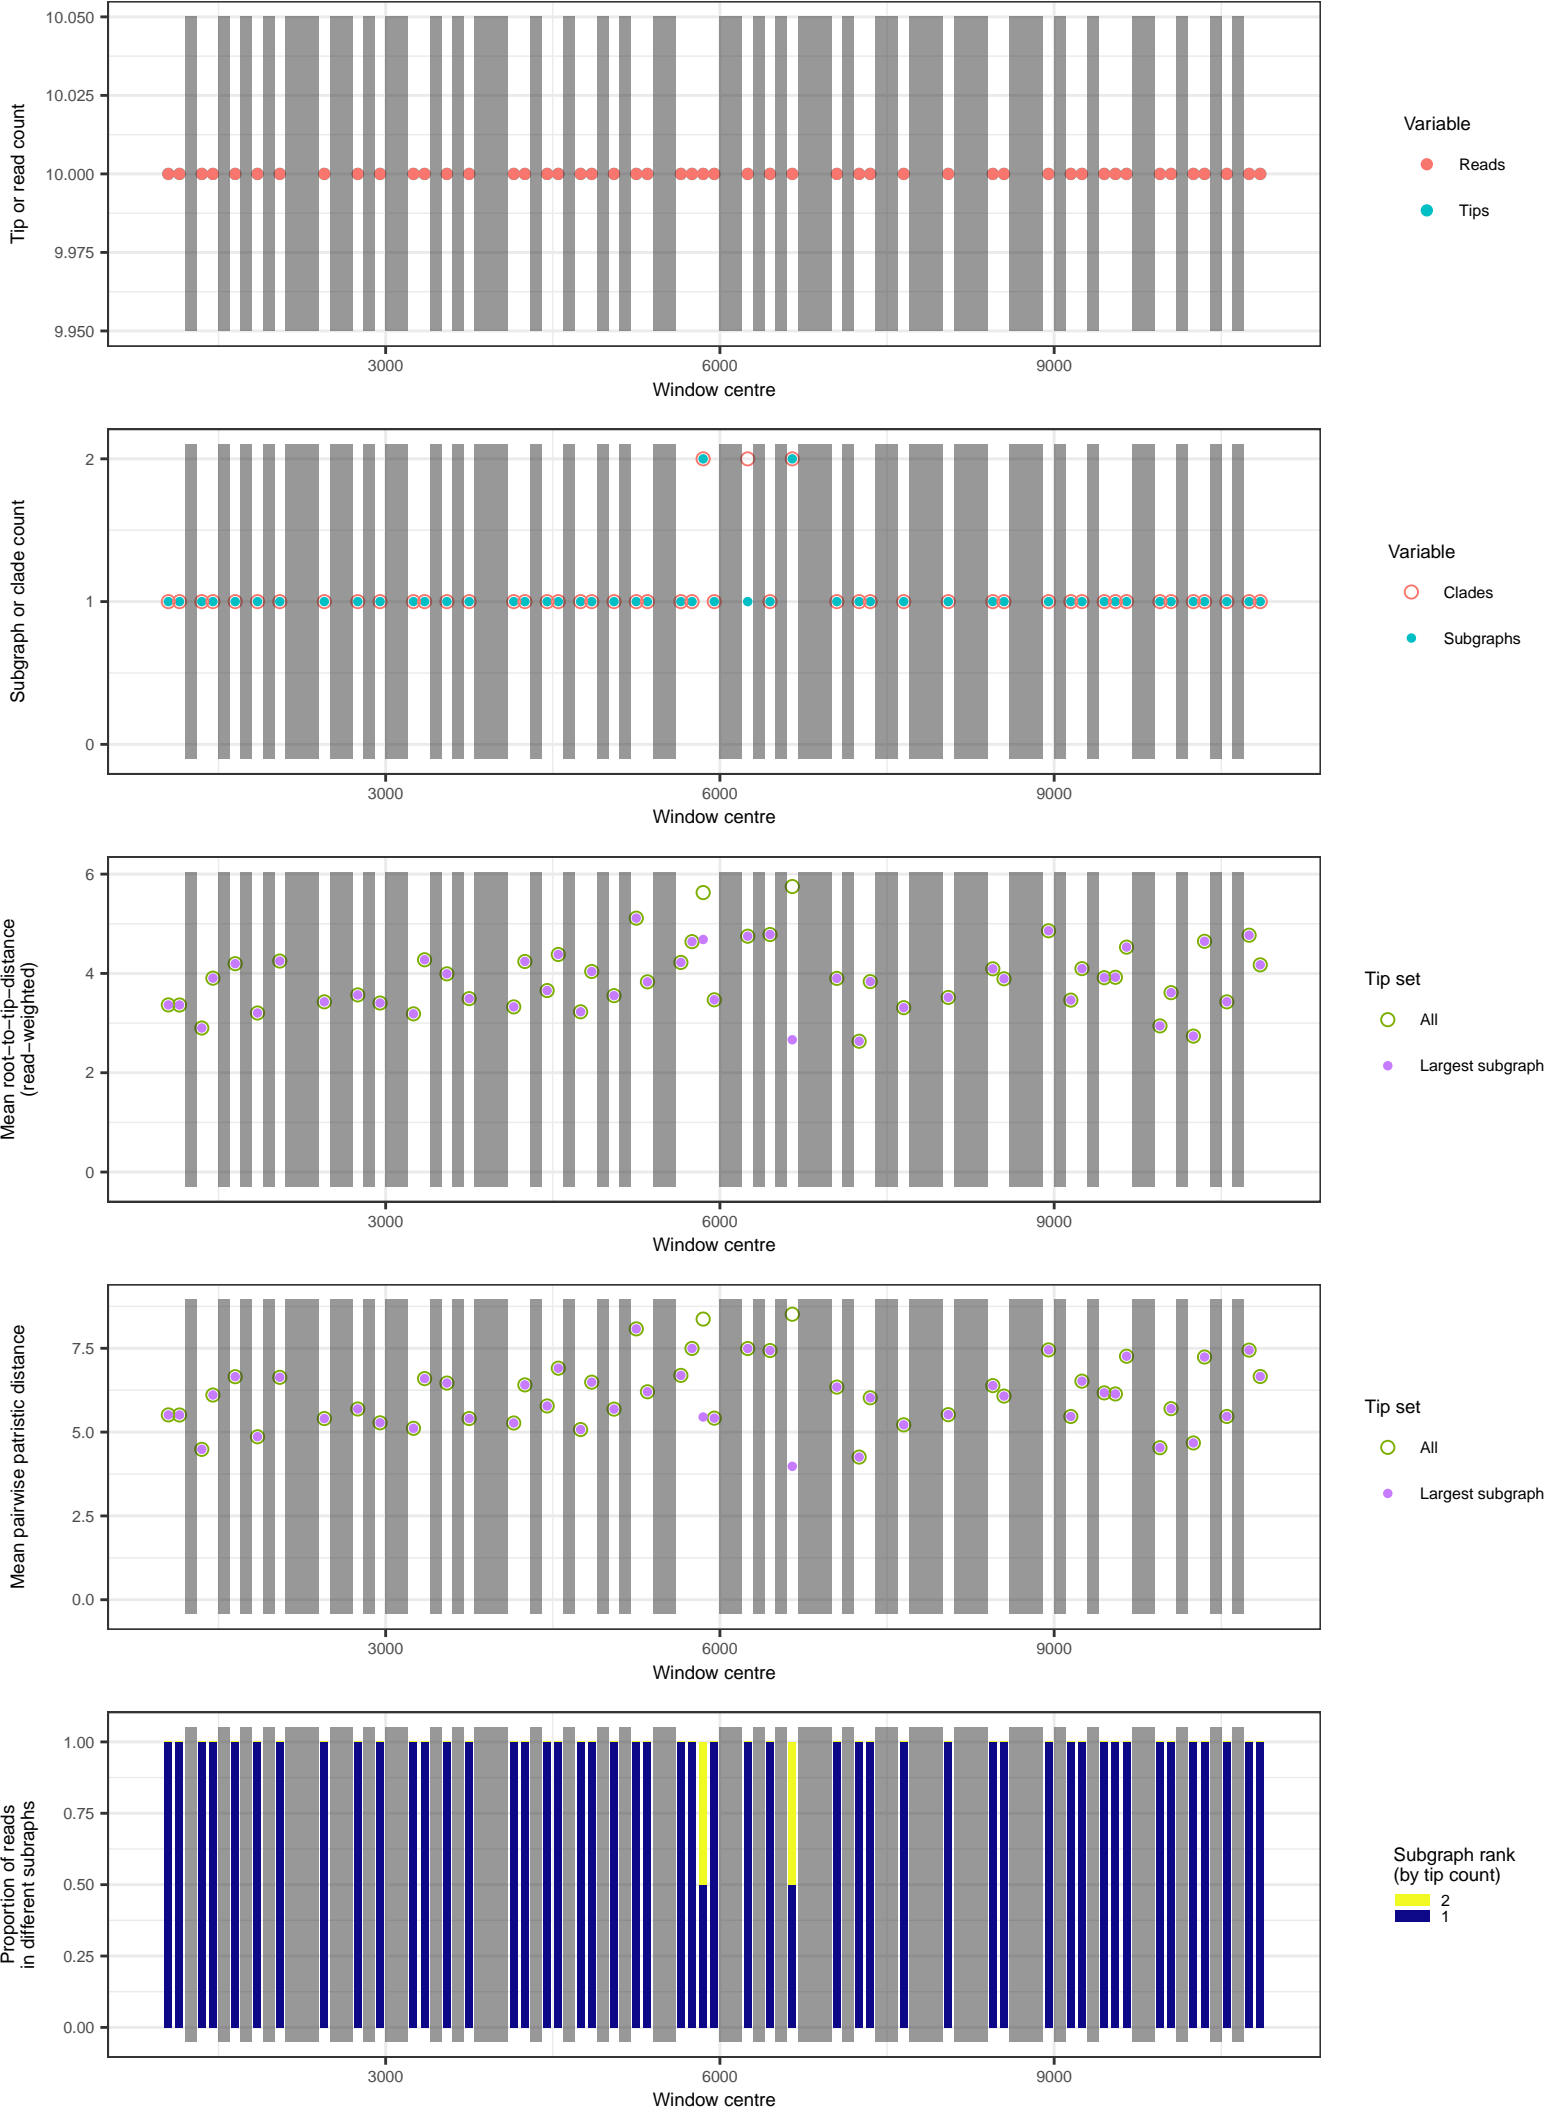 10.050
10.025
10.000
9.975
9.950
Tip or read count
3000
6000
9000
Window centre
Variable
Reads
Tips
2
1
0
Subgraph or clade count
3000
6000
9000
Window centre
Variable
Clades
Subgraphs
6
4
2
0
Mean root−to−tip−distance
(read−weighted)
3000
6000
9000
Window centre
Tip set
All
Largest subgraph
7.5
5.0
2.5
0.0
Mean pairwise patristic distance
3000
6000
9000
Window centre
Tip set
All
Largest subgraph
1.00
0.75
0.50
0.25
0.00
Proportion of reads
in different subraphs
3000
6000
9000
Window centre
Subgraph rank
(by tip count)
2
1